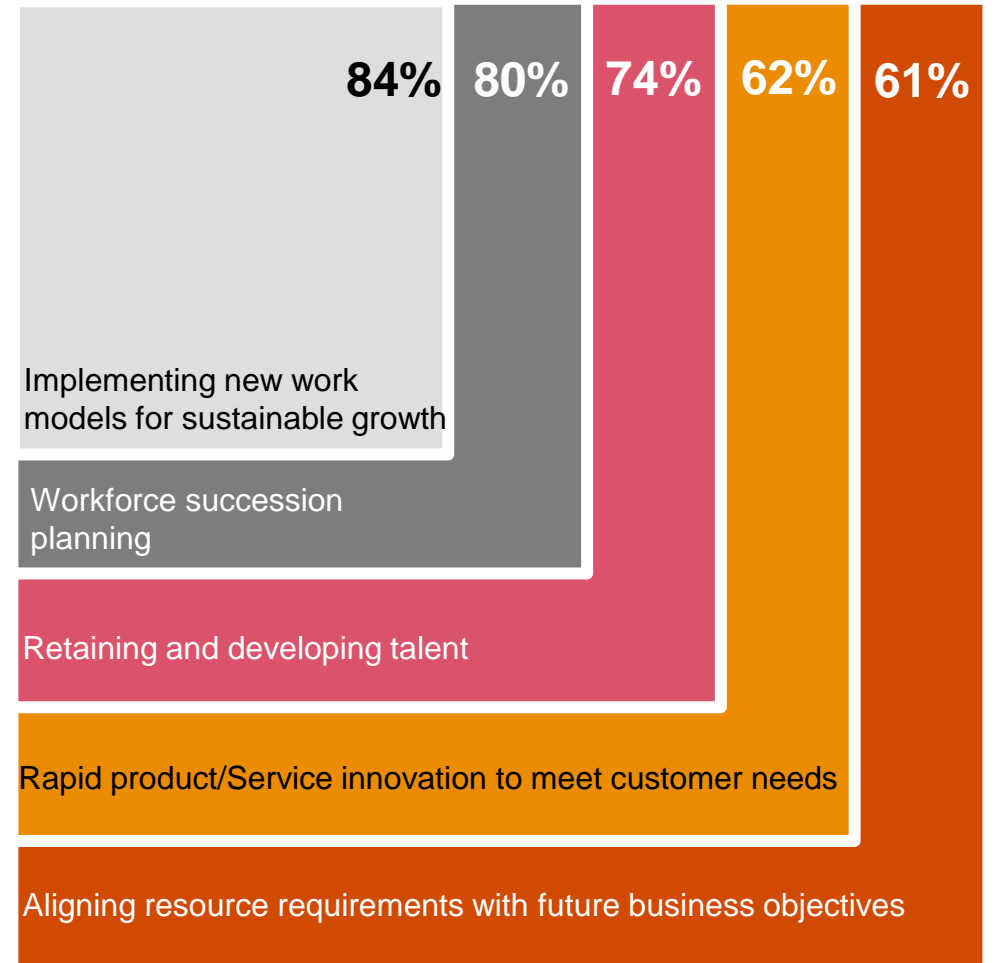 84% 80% 74% 62% 61%
Implementing new work
models for sustainable growth
Workforce succession
planning
Retaining and developing talent
Rapid product/Service innovation to meet customer needs
Aligning resource requirements with future business objectives